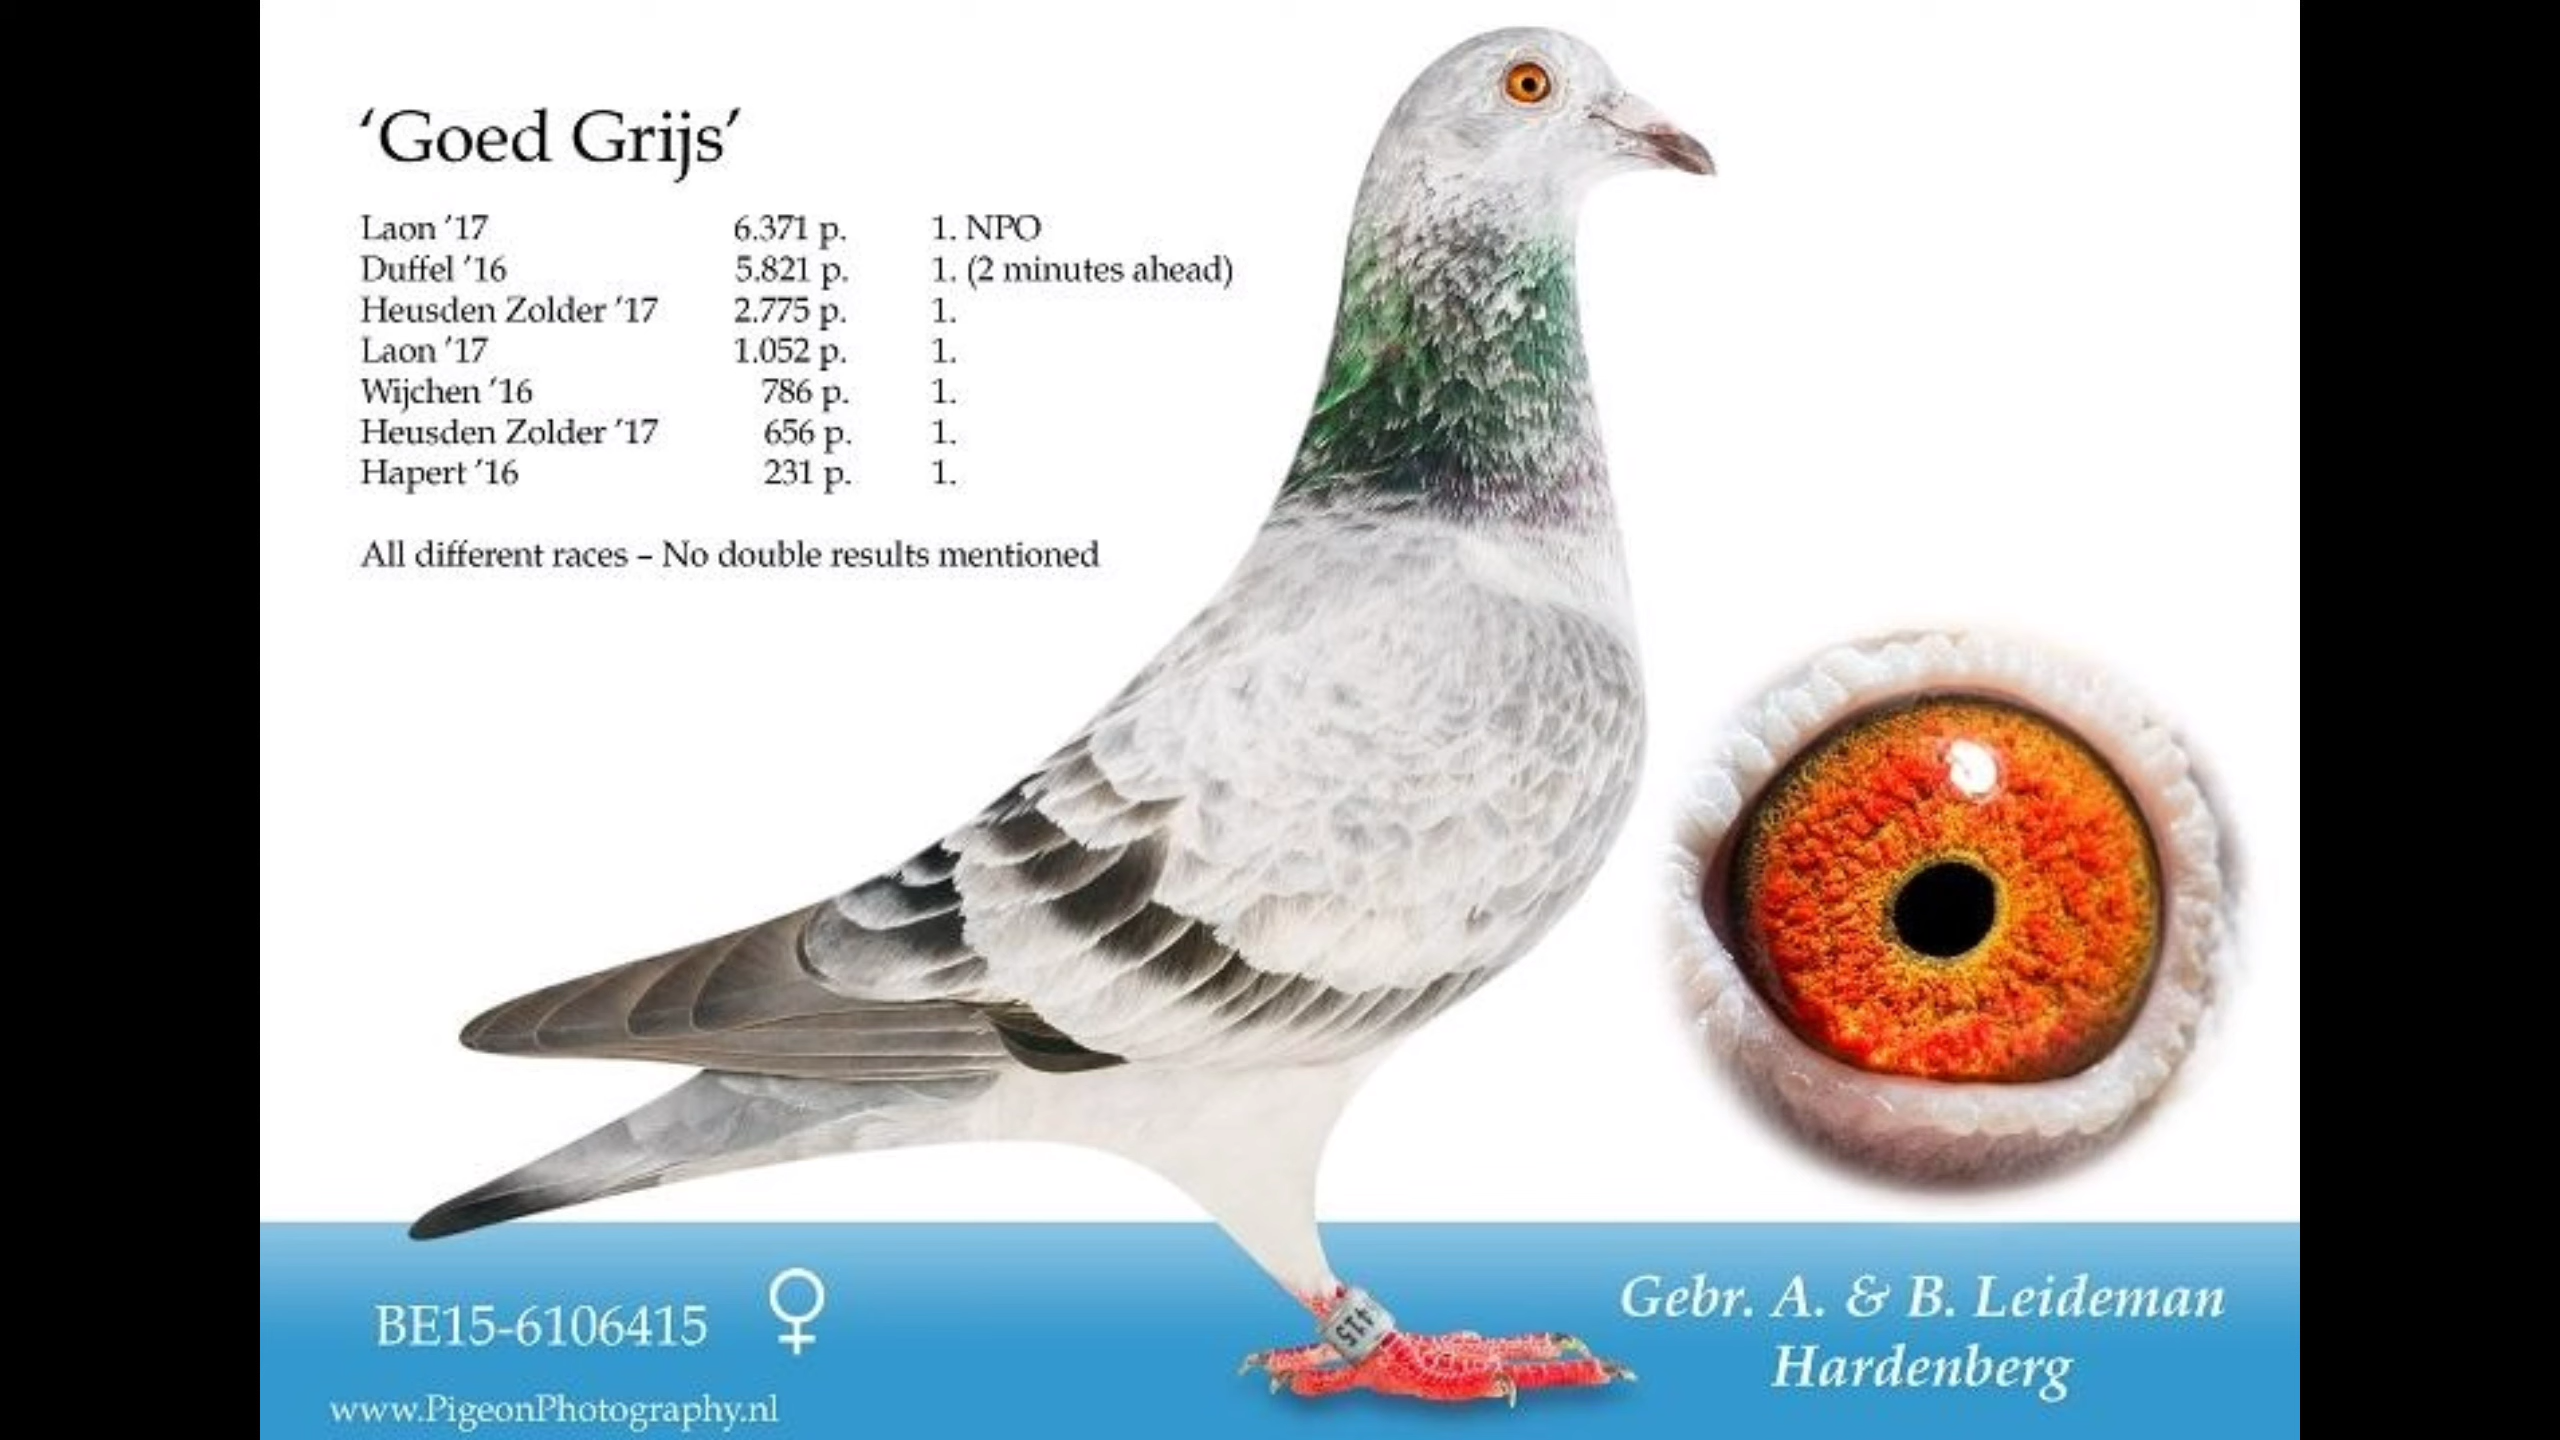 ‘Goed Grijs’
Laon ’17 6.371 p. 1. NPO
Duffel ’16 5.821 p. 1. (2 minutes ahead)
Heusden Zolder ’17 2.775 p. 1.
Laon ’17 1.052 p. 1.
Wijchen ’16 786 p. 1.
Heusden Zolder ’17 656 p. 1.
Hapert ’16 231 p. 1.
All different races – No double results mentioned
415
BE15-6106415 ♀
www.PigeonPhotography.nl
Gebr. A. & B. Leideman
Hardenberg